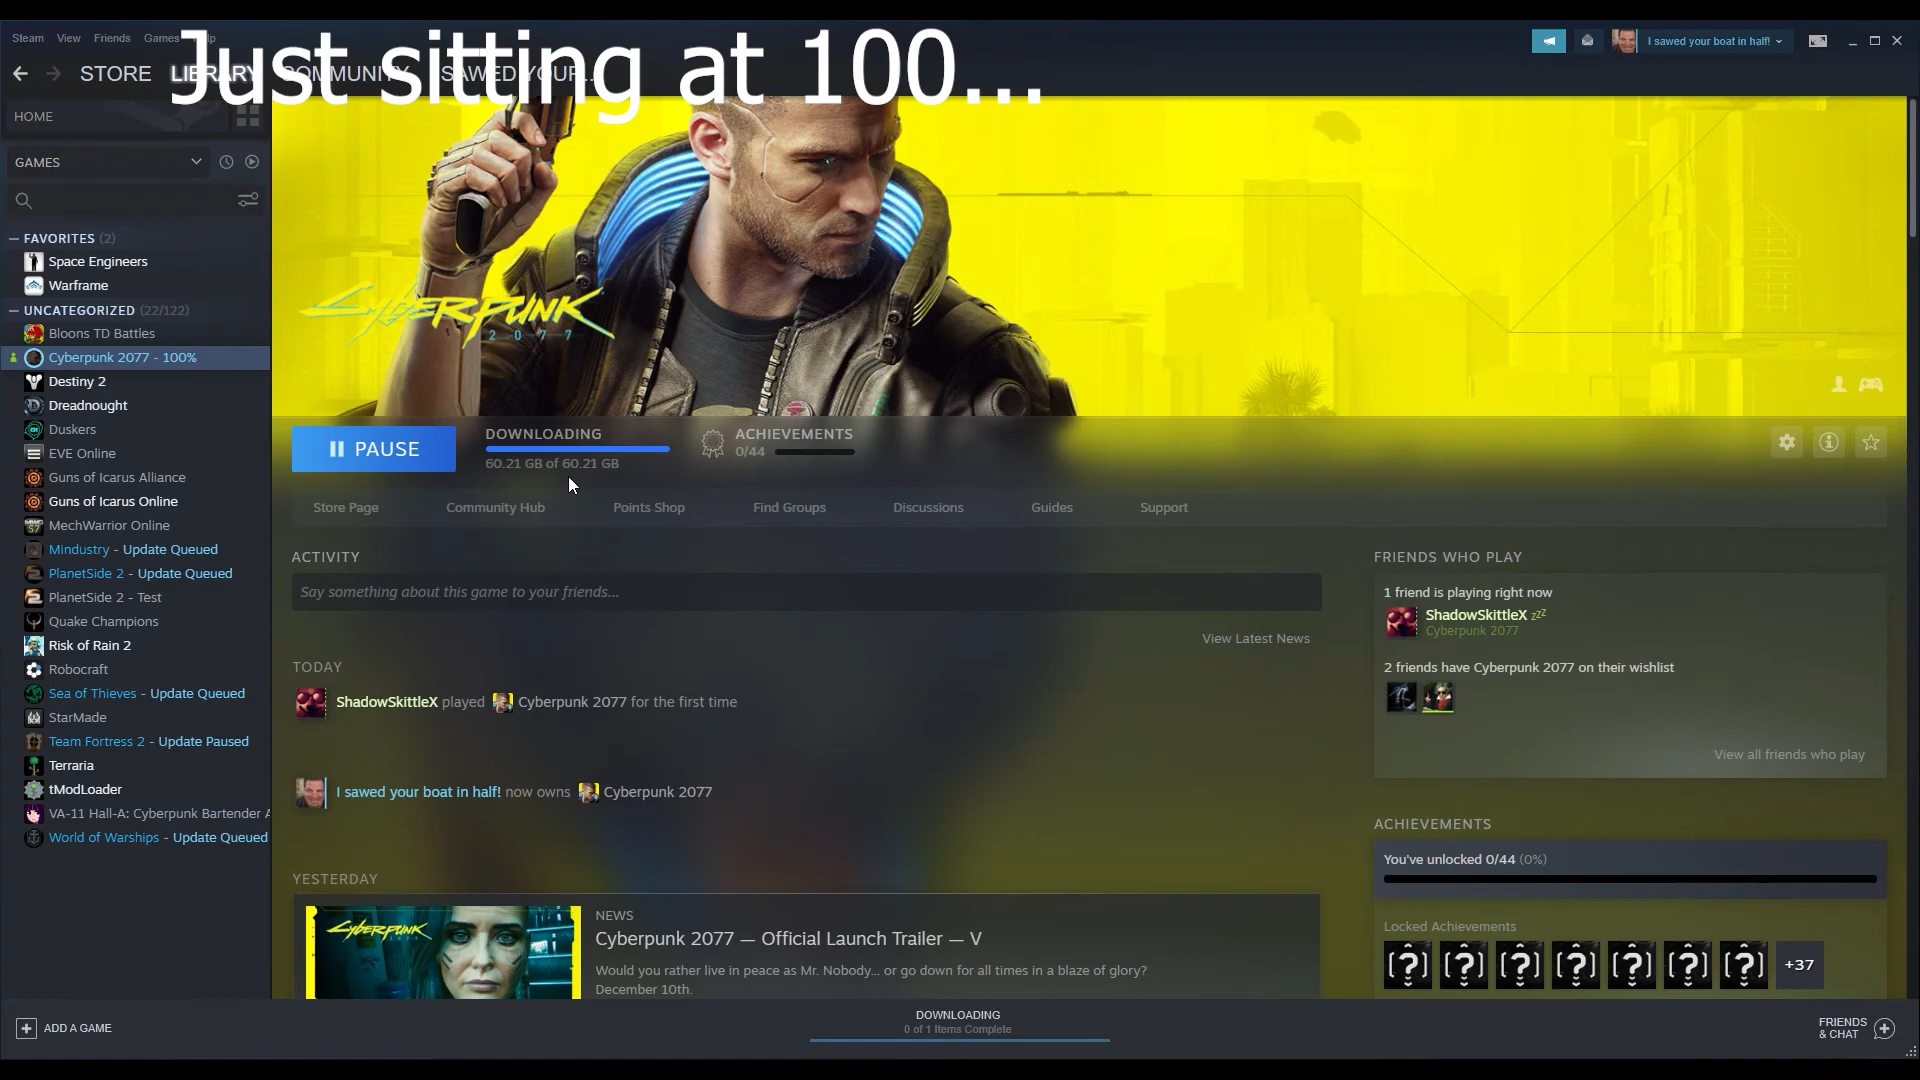 Just sitting at 100...
Steam View Friends Games
I sawed your boat in half!
STORE LIBRARY COMMUNITY
HOME
GAMES
FAVORITES (2)
Space Engineers
Warframe
UNCATEGORIZED (22/122)
Bloons TD Battles
Cyberpunk 2077 - 100%
Destiny 2
Dreadnought
Duskers
EVE Online
Guns of Icarus Alliance
Guns of Icarus Online
MechWarrior Online
Mindustry - Update Queued
PlanetSide 2 - Update Queued
PlanetSide 2 - Test
Quake Champions
Risk of Rain 2
Robocraft
Sea of Thieves - Update Queued
StarMade
Team Fortress 2 - Update Paused
Terraria
tModLoader
VA-11 Hall-A: Cyberpunk Bartender A
World of Warships - Update Queued
CYBERPUNK
2077
PAUSE
DOWNLOADING
60.21 GB of 60.21 GB
ACHIEVEMENTS
0/44
Store Page Community Hub Points Shop Find Groups Discussions Guides Support
ACTIVITY
Say something about this game to your friends...
View Latest News
TODAY
ShadowSkittleX played Cyberpunk 2077 for the first time
I sawed your boat in half! now owns Cyberpunk 2077
YESTERDAY
CYBERPUNK
NEWS
Cyberpunk 2077 — Official Launch Trailer — V
Would you rather live in peace as Mr. Nobody... or go down for all times in a blaze of glory?
December 10th.
FRIENDS WHO PLAY
1 friend is playing right now
ShadowSkittleX zzz
Cyberpunk 2077
2 friends have Cyberpunk 2077 on their wishlist
View all friends who play
ACHIEVEMENTS
You've unlocked 0/44 (0%)
Locked Achievements
+37
ADD A GAME
DOWNLOADING
0 of 1 Items Complete
FRIENDS
& CHAT